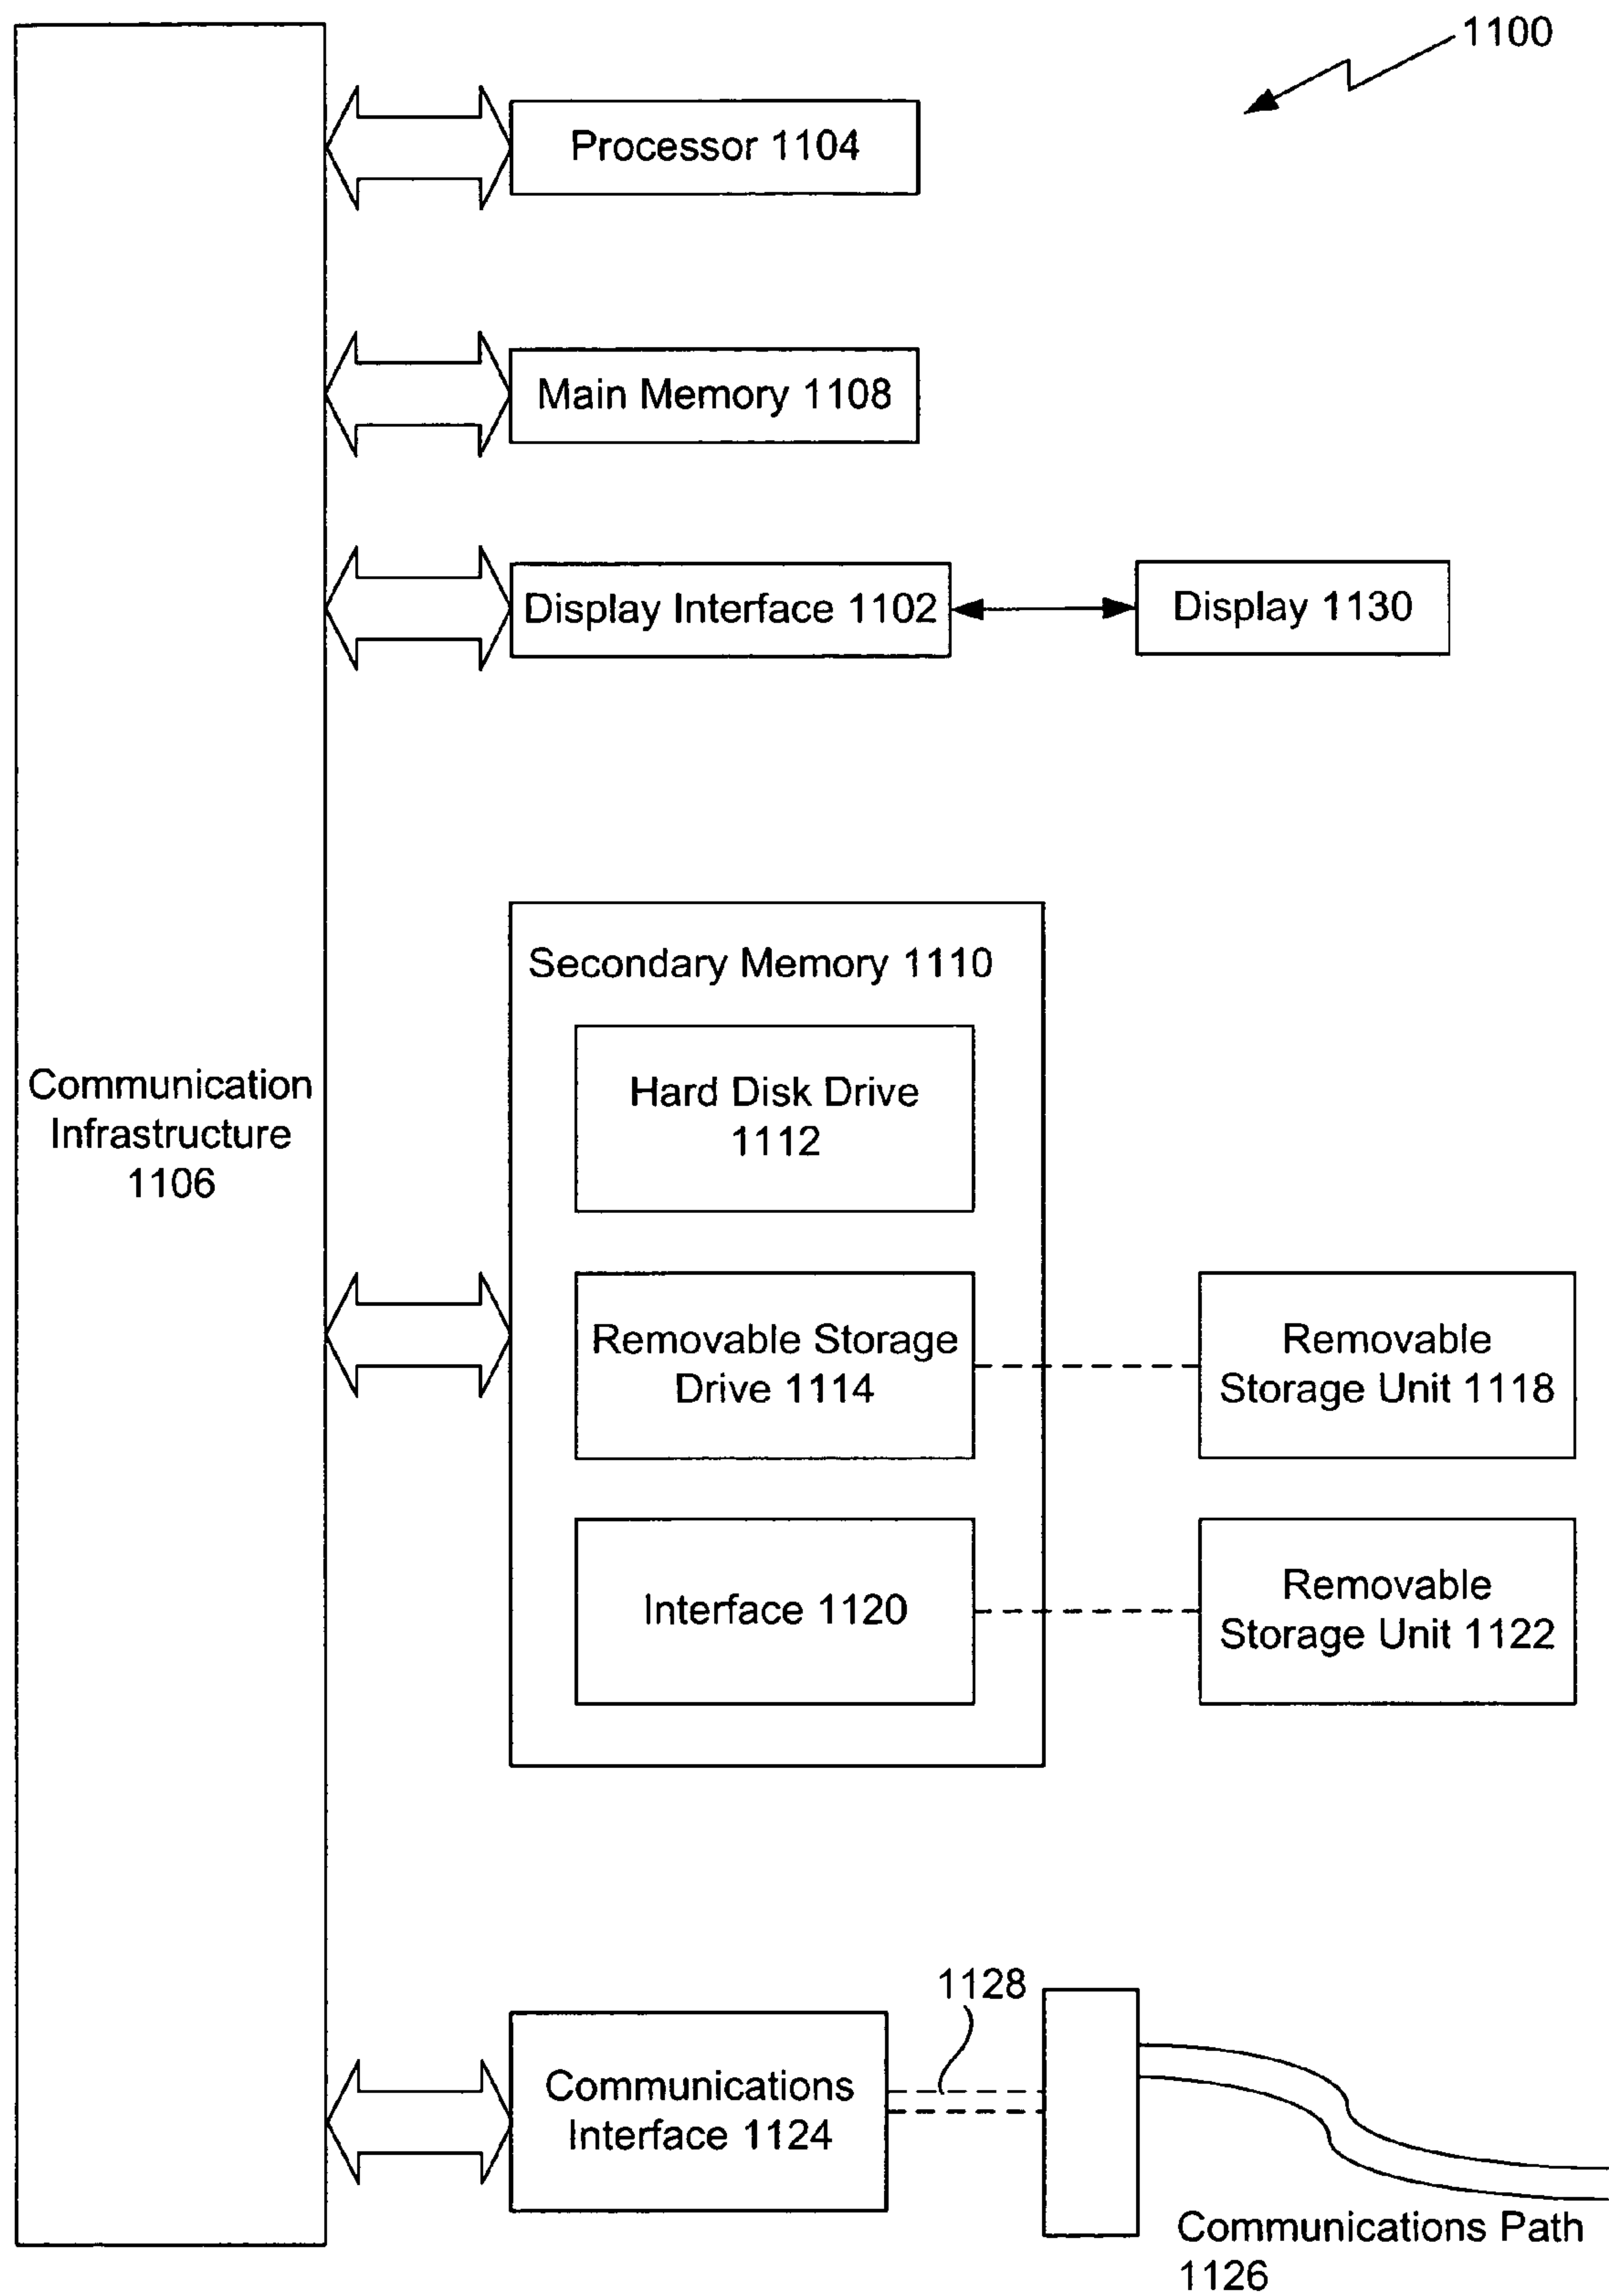 1100
Processor 1104
Main Memory 1108
Display Interface 1102
Display 1130
Secondary Memory 1110
Hard Disk Drive
1112
Communication
Infrastructure
1106
Removable Storage
Drive 1114
Removable
Storage Unit 1118
Interface 1120
Removable
Storage Unit 1122
1128
Communications
Interface 1124
Communications Path
1126